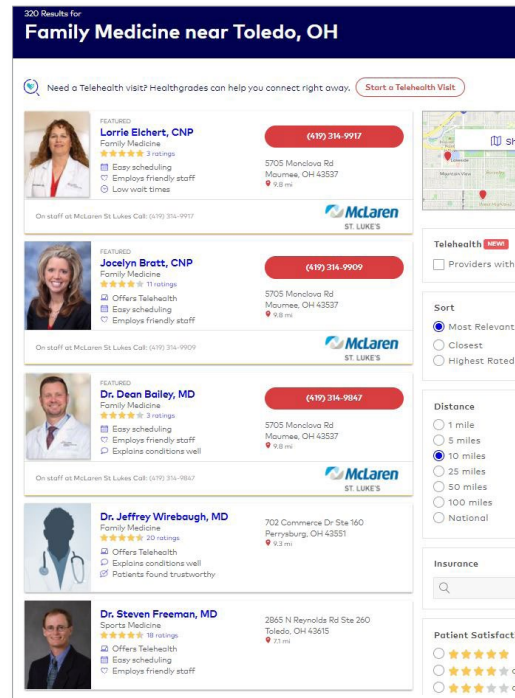 320 Results for
Family Medicine near Toledo, OH
Need a Telehealth visit? Healthgrades can help you connect right away.
Start a Telehealth Visit
FEATURED
Lorrie Elchert, CNP
Family Medicine
3 ratings
Easy scheduling
Employs friendly staff
Low wait times
(419) 314-9917
5705 Monclova Rd
Maumee, OH 43537
9.8 mi
On staff at McLaren St Lukes Call: (419) 314-9917
McLaren
ST. LUKE'S
FEATURED
Jocelyn Bratt, CNP
Family Medicine
11 ratings
Offers Telehealth
Easy scheduling
Employs friendly staff
(419) 314-9909
5705 Monclova Rd
Maumee, OH 43537
9.8 mi
On staff at McLaren St Lukes Call: (419) 314-9909
McLaren
ST. LUKE'S
FEATURED
Dr. Dean Bailey, MD
Family Medicine
3 ratings
Easy scheduling
Employs friendly staff
Explains conditions well
(419) 314-9847
5705 Monclova Rd
Maumee, OH 43537
9.8 mi
On staff at McLaren St Lukes Call: (419) 314-9847
McLaren
ST. LUKE'S
Dr. Jeffrey Wirebaugh, MD
Family Medicine
20 ratings
Offers Telehealth
Explains conditions well
Patients found trustworthy
702 Commerce Dr Ste 160
Perrysburg, OH 43551
9.3 mi
Dr. Steven Freeman, MD
Sports Medicine
18 ratings
Offers Telehealth
Easy scheduling
Employs friendly staff
2865 N Reynolds Rd Ste 260
Toledo, OH 43615
7.1 mi
Sh
Telehealth NEW!
Providers with
Sort
Most Relevant
Closest
Highest Rated
Distance
1 mile
5 miles
10 miles
25 miles
50 miles
100 miles
National
Insurance
Patient Satisfact